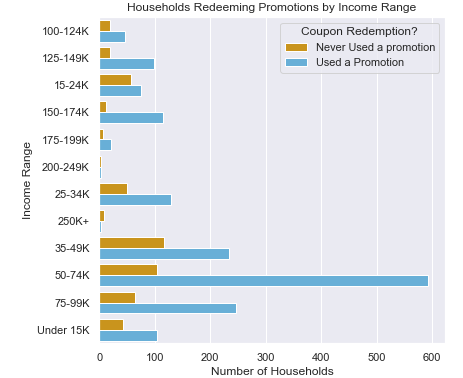 Households Redeeming Promotions by Income Range
Coupon Redemption?
Never Used a promotion
Used a Promotion
Income Range
100-124K
125-149K
15-24K
150-174K
175-199K
200-249K
25-34K
250K+
35-49K
50-74K
75-99K
Under 15K
0 100 200 300 400 500 600
Number of Households